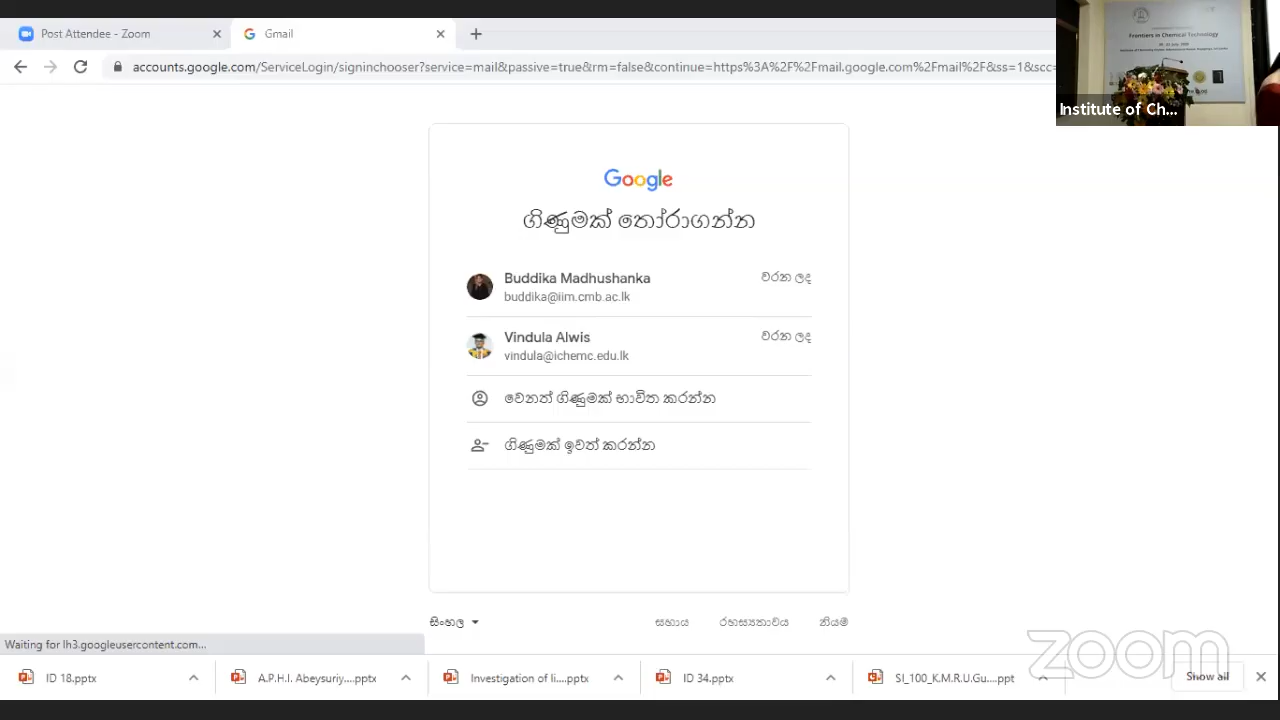 Post Attendee - Zoom
Gmail
accounts.google.com/ServiceLogin/signinchooser?service=mail&passive=true&rm=false&continue=https%3A%2F%2Fmail.google.com%2Fmail%2F&ss=1&scc=
Frontiers in Chemical Technology
Institute of Ch...
Google
ගිණුමක් තෝරාගන්න
Buddika Madhushanka
වරන ලද
buddika@iim.cmb.ac.lk
Vindula Alwis
වරන ලද
vindula@ichemc.edu.lk
වෙනත් ගිණුමක් භාවිත කරන්න
ගිණුමක් ඉවත් කරන්න
සිංහල
සහාය
රහස්‍යතාවය
නියම
Waiting for lh3.googleusercontent.com...
zoom
ID 18.pptx
A.P.H.I. Abeysuriy....pptx
Investigation of li....pptx
ID 34.pptx
SI_100_K.M.R.U.Gu....ppt
Show all